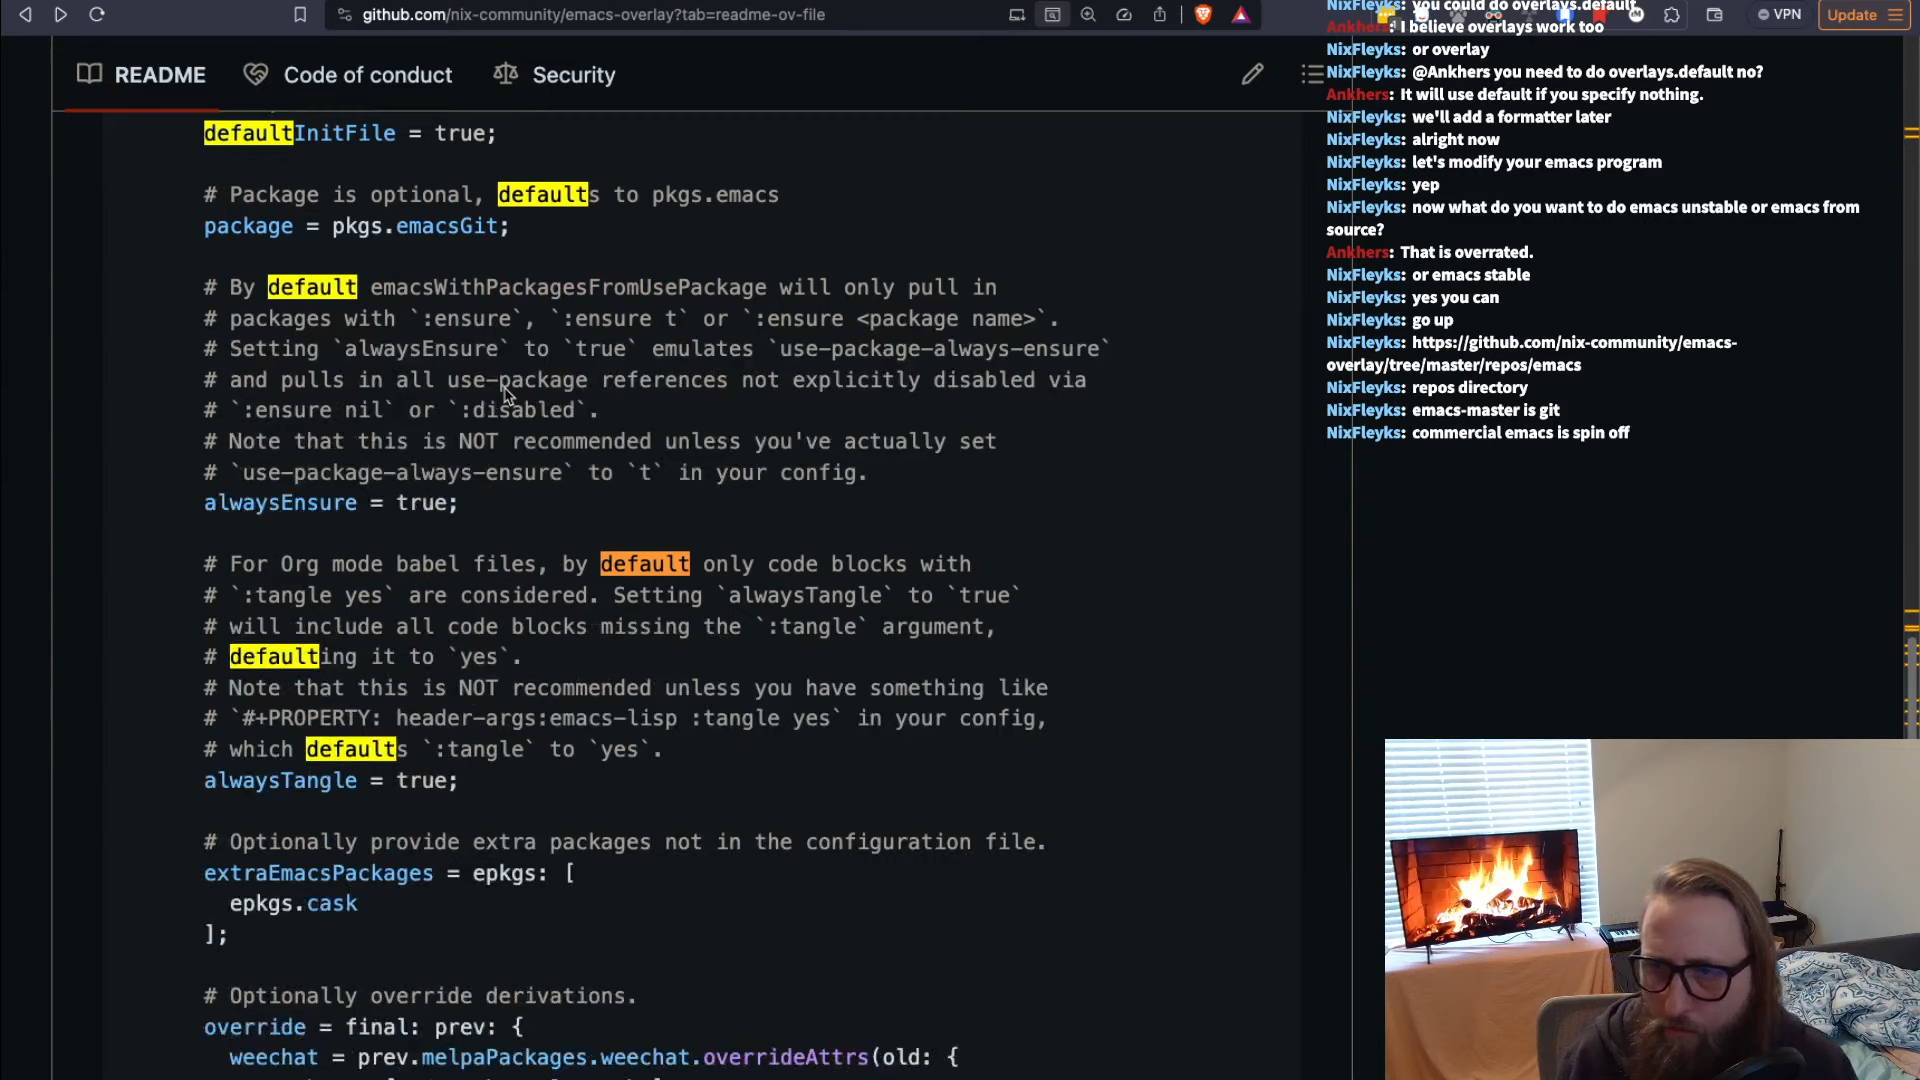 github.com/nix-community/emacs-overlay?tab=readme-ov-file
VPN
Update
README
Code of conduct
Security
defaultInitFile = true;
# Package is optional, defaults to pkgs.emacs
package = pkgs.emacsGit;
# By default emacsWithPackagesFromUsePackage will only pull in
# packages with `:ensure`, `:ensure t` or `:ensure <package name>`.
# Setting `alwaysEnsure` to `true` emulates `use-package-always-ensure`
# and pulls in all use-package references not explicitly disabled via
# `:ensure nil` or `:disabled`.
# Note that this is NOT recommended unless you've actually set
# `use-package-always-ensure` to `t` in your config.
alwaysEnsure = true;
# For Org mode babel files, by default only code blocks with
# `:tangle yes` are considered. Setting `alwaysTangle` to `true`
# will include all code blocks missing the `:tangle` argument,
# defaulting it to `yes`.
# Note that this is NOT recommended unless you have something like
# `#+PROPERTY: header-args:emacs-lisp :tangle yes` in your config,
# which defaults `:tangle` to `yes`.
alwaysTangle = true;
# Optionally provide extra packages not in the configuration file.
extraEmacsPackages = epkgs: [
epkgs.cask
];
# Optionally override derivations.
override = final: prev: {
weechat = prev.melpaPackages.weechat.overrideAttrs(old: {
NixFleyks: you could do overlays.default
Ankhers: I believe overlays work too
NixFleyks: or overlay
NixFleyks: @Ankhers you need to do overlays.default no?
Ankhers: It will use default if you specify nothing.
NixFleyks: we'll add a formatter later
NixFleyks: alright now
NixFleyks: let's modify your emacs program
NixFleyks: yep
NixFleyks: now what do you want to do emacs unstable or emacs from
source?
Ankhers: That is overrated.
NixFleyks: or emacs stable
NixFleyks: yes you can
NixFleyks: go up
NixFleyks: https://github.com/nix-community/emacs-
overlay/tree/master/repos/emacs
NixFleyks: repos directory
NixFleyks: emacs-master is git
NixFleyks: commercial emacs is spin off